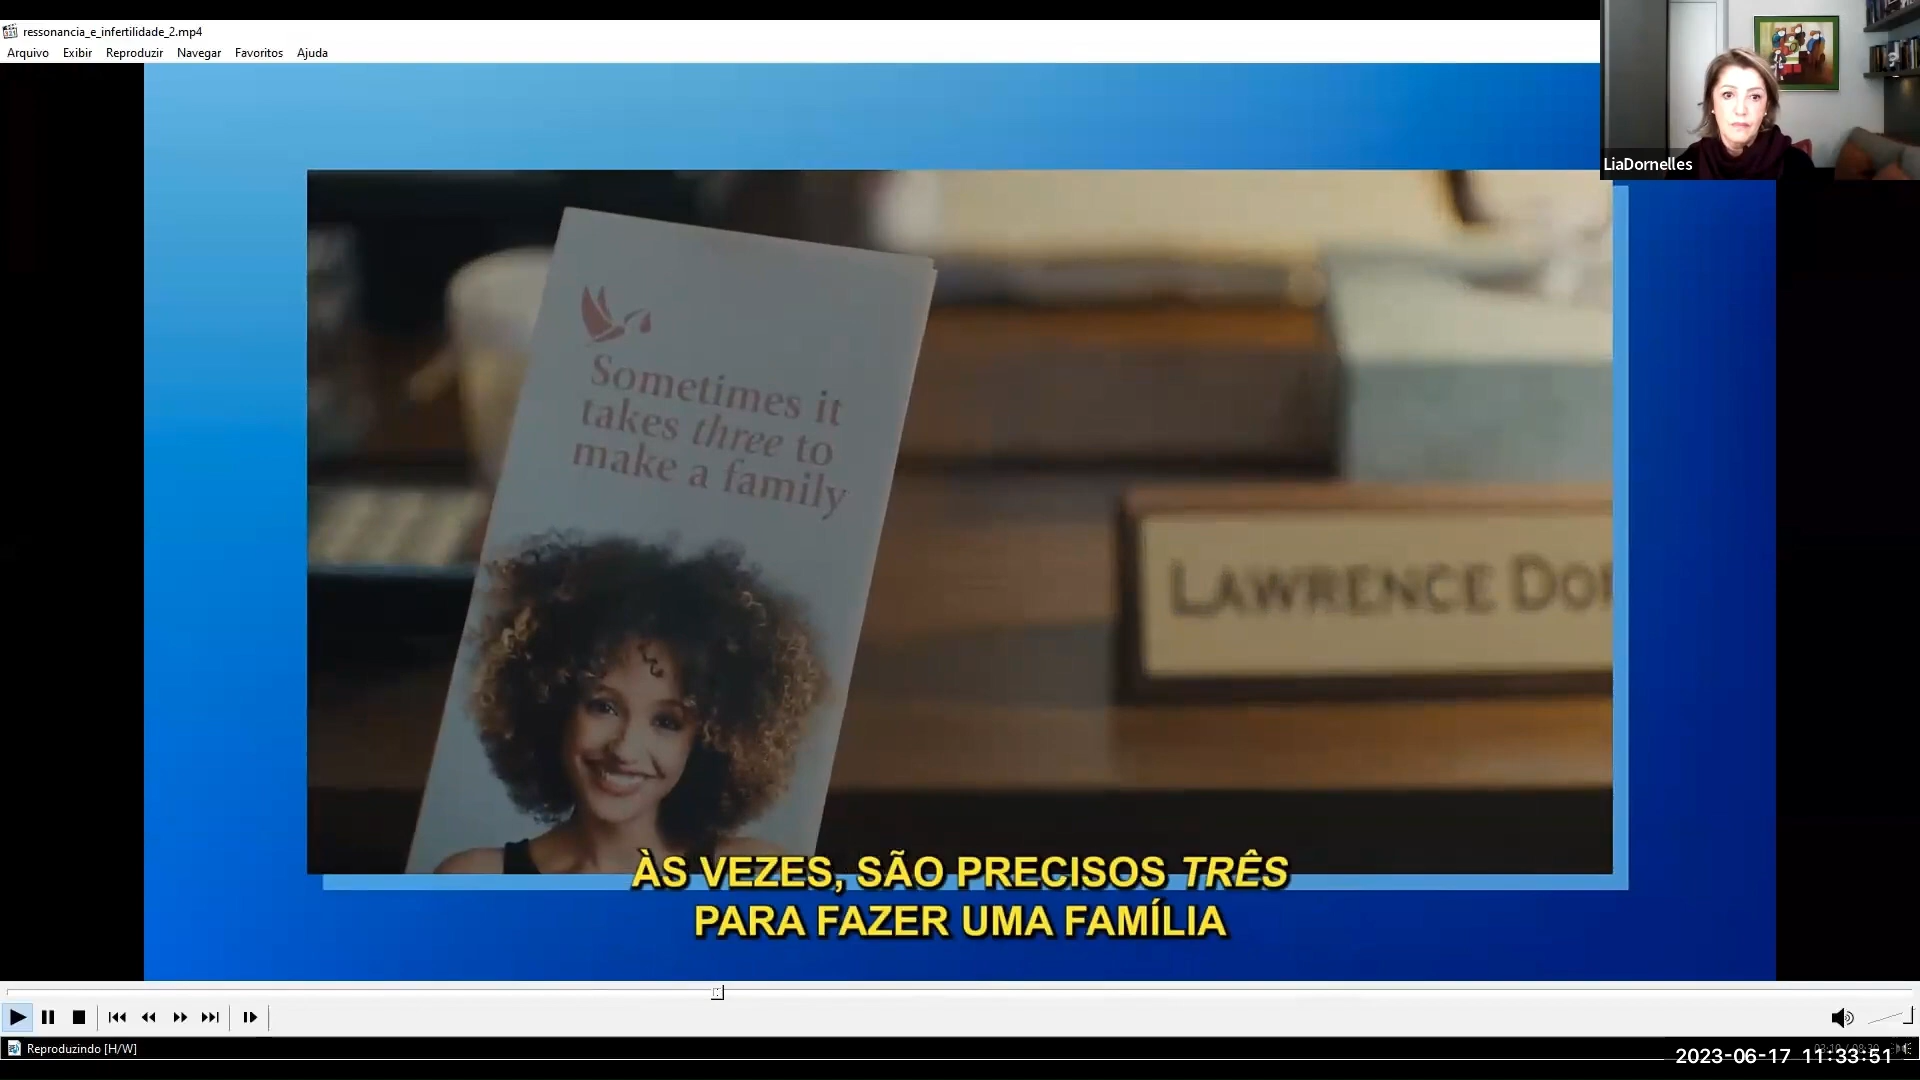 ressonancia_e_infertilidade_2.mp4
Arquivo Exibir Reproduzir Navegar Favoritos Ajuda
LiaDornelles
Sometimes it
takes three to
make a family
LAWRENCE
ÀS VEZES, SÃO PRECISOS TRÊS
PARA FAZER UMA FAMÍLIA
Reproduzindo [H/W]
2023-06-17 11:33:51